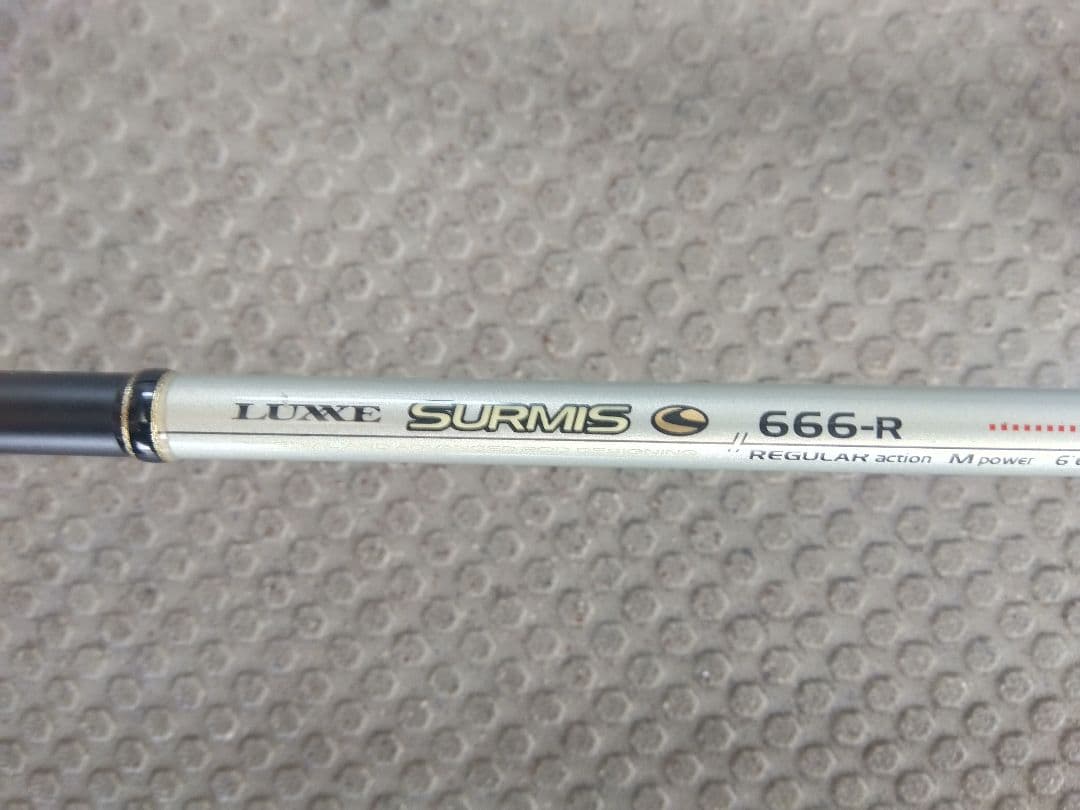 LUXXE SURMIS 666-R
REGULAR action M power